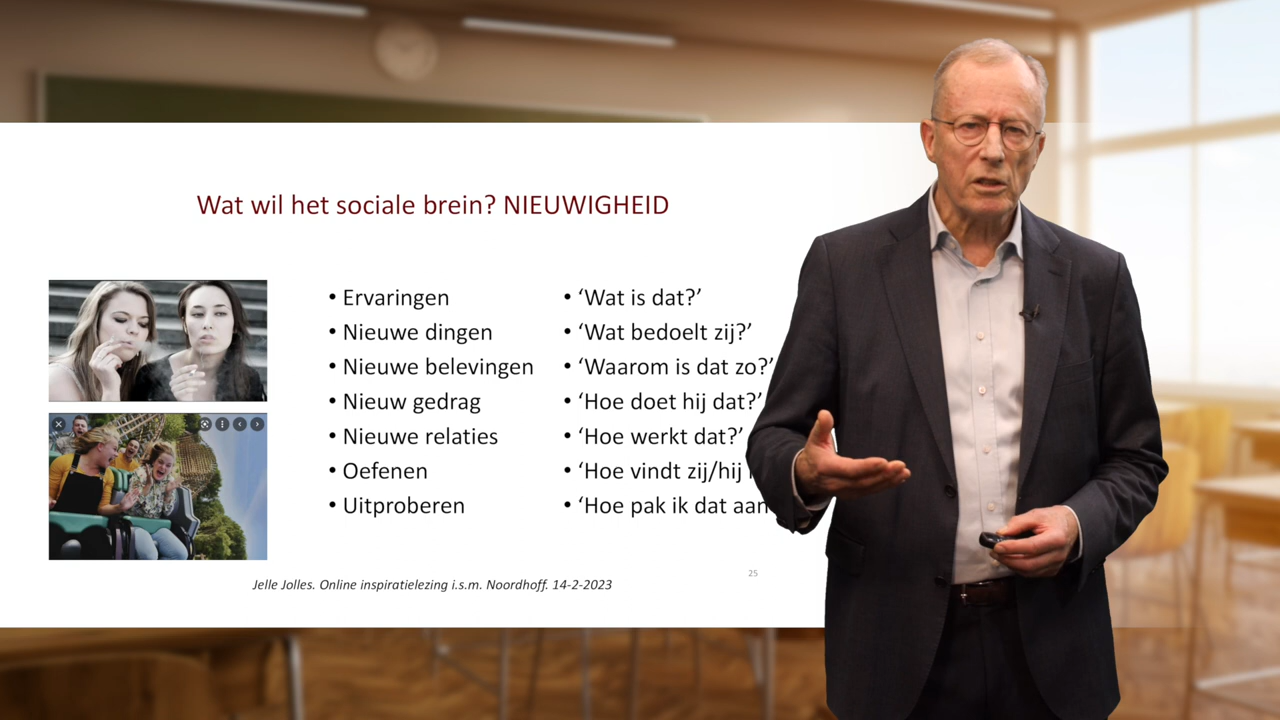 Wat wil het sociale brein? NIEUWIGHEID
• Ervaringen
• Nieuwe dingen
• Nieuwe belevingen
• Nieuw gedrag
• Nieuwe relaties
• Oefenen
• Uitproberen
• ‘Wat is dat?’
• ‘Wat bedoelt zij?’
• ‘Waarom is dat zo?’
• ‘Hoe doet hij dat?’
• ‘Hoe werkt dat?’
• ‘Hoe vindt zij/hij
• ‘Hoe pak ik dat aan
25
Jelle Jolles. Online inspiratielezing i.s.m. Noordhoff. 14-2-2023